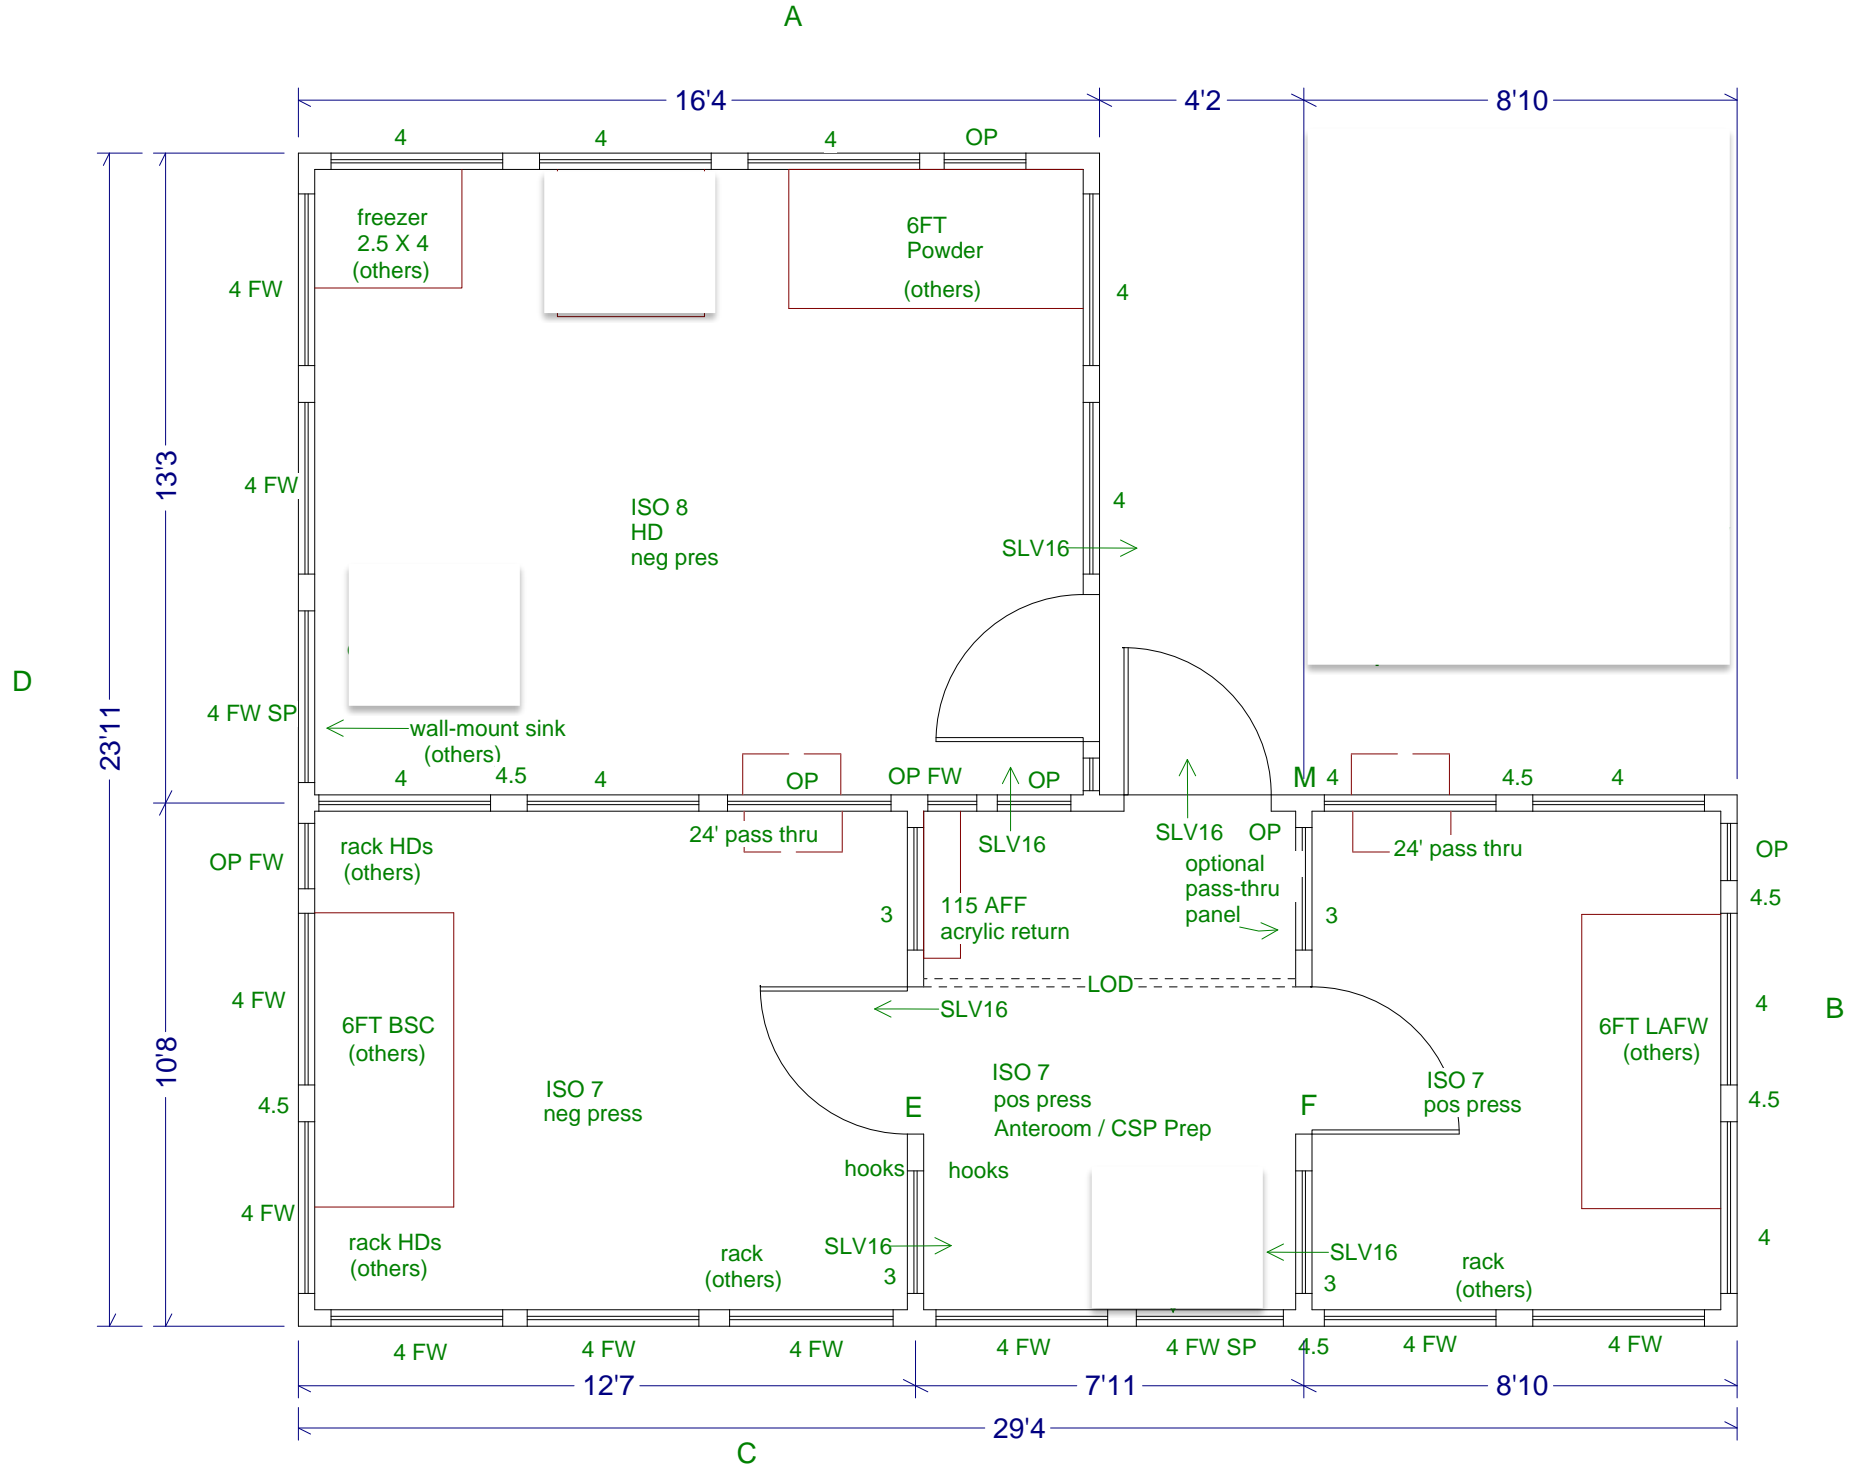 A
16'4
4'2
8'10
4
4
4
OP
freezer
2.5 X 4
(others)
6FT
Powder
(others)
4 FW
4
13'3
4 FW
4
ISO 8
HD
neg pres
SLV16
D
23'11
4 FW SP
wall-mount sink
(others)
4
4.5
4
OP
OP FW
OP
M
4
4.5
4
rack HDs
(others)
24' pass thru
SLV16
SLV16
OP
24' pass thru
OP
OP FW
optional
pass-thru
panel
4.5
3
115 AFF
acrylic return
3
LOD
4 FW
SLV16
4
B
6FT BSC
(others)
6FT LAFW
(others)
10'8
ISO 7
neg press
ISO 7
pos press
Anteroom / CSP Prep
ISO 7
pos press
4.5
E
F
4.5
hooks
hooks
4 FW
rack HDs
(others)
rack
(others)
SLV16
3
SLV16
3
rack
(others)
4
4 FW
4 FW
4 FW
4 FW
4 FW SP
4.5
4 FW
4 FW
12'7
7'11
8'10
29'4
C